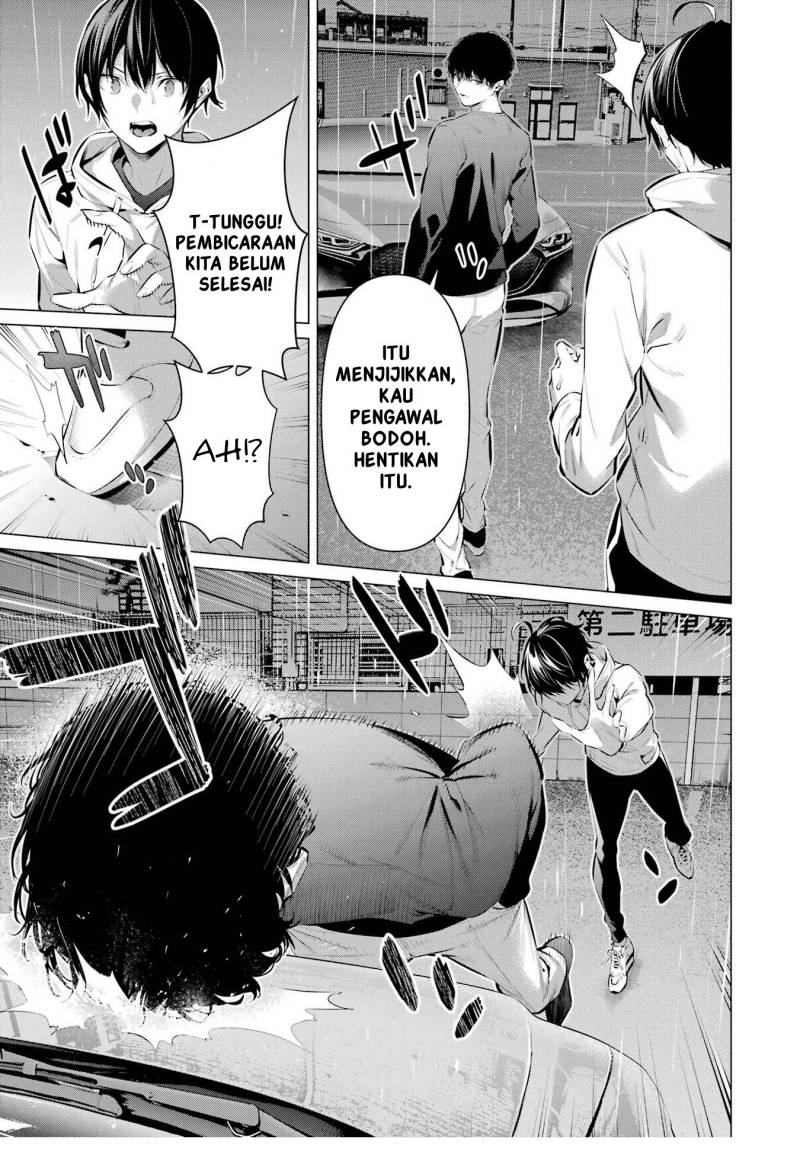 ITU
MENJIJIKKAN,
KAU
PENGAWAL
BODOH.
HENTIKAN
ITU.
T-TUNGGU!
PEMBICARAAN
KITA BELUM
SELESAI!
AH!?
第二駐車場